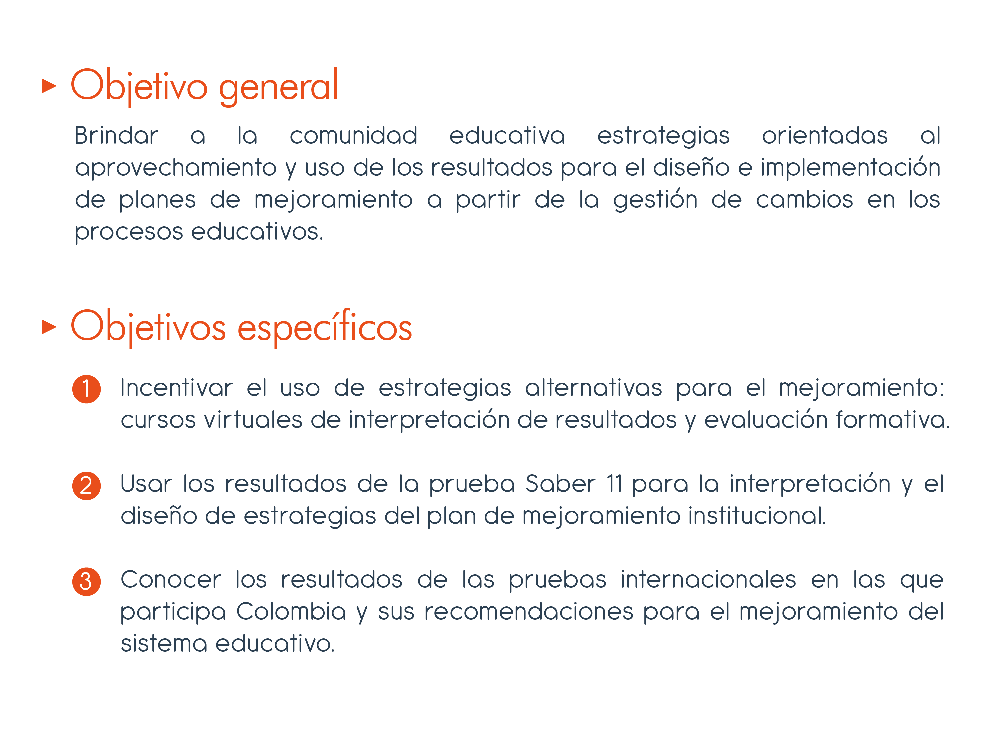 Objetivo general
Brindar a la comunidad educativa estrategias orientadas al
aprovechamiento y uso de los resultados para el diseño e implementación
de planes de mejoramiento a partir de la gestión de cambios en los
procesos educativos.
Objetivos específicos
1 Incentivar el uso de estrategias alternativas para el mejoramiento:
cursos virtuales de interpretación de resultados y evaluación formativa.
2 Usar los resultados de la prueba Saber 11 para la interpretación y el
diseño de estrategias del plan de mejoramiento institucional.
3 Conocer los resultados de las pruebas internacionales en las que
participa Colombia y sus recomendaciones para el mejoramiento del
sistema educativo.